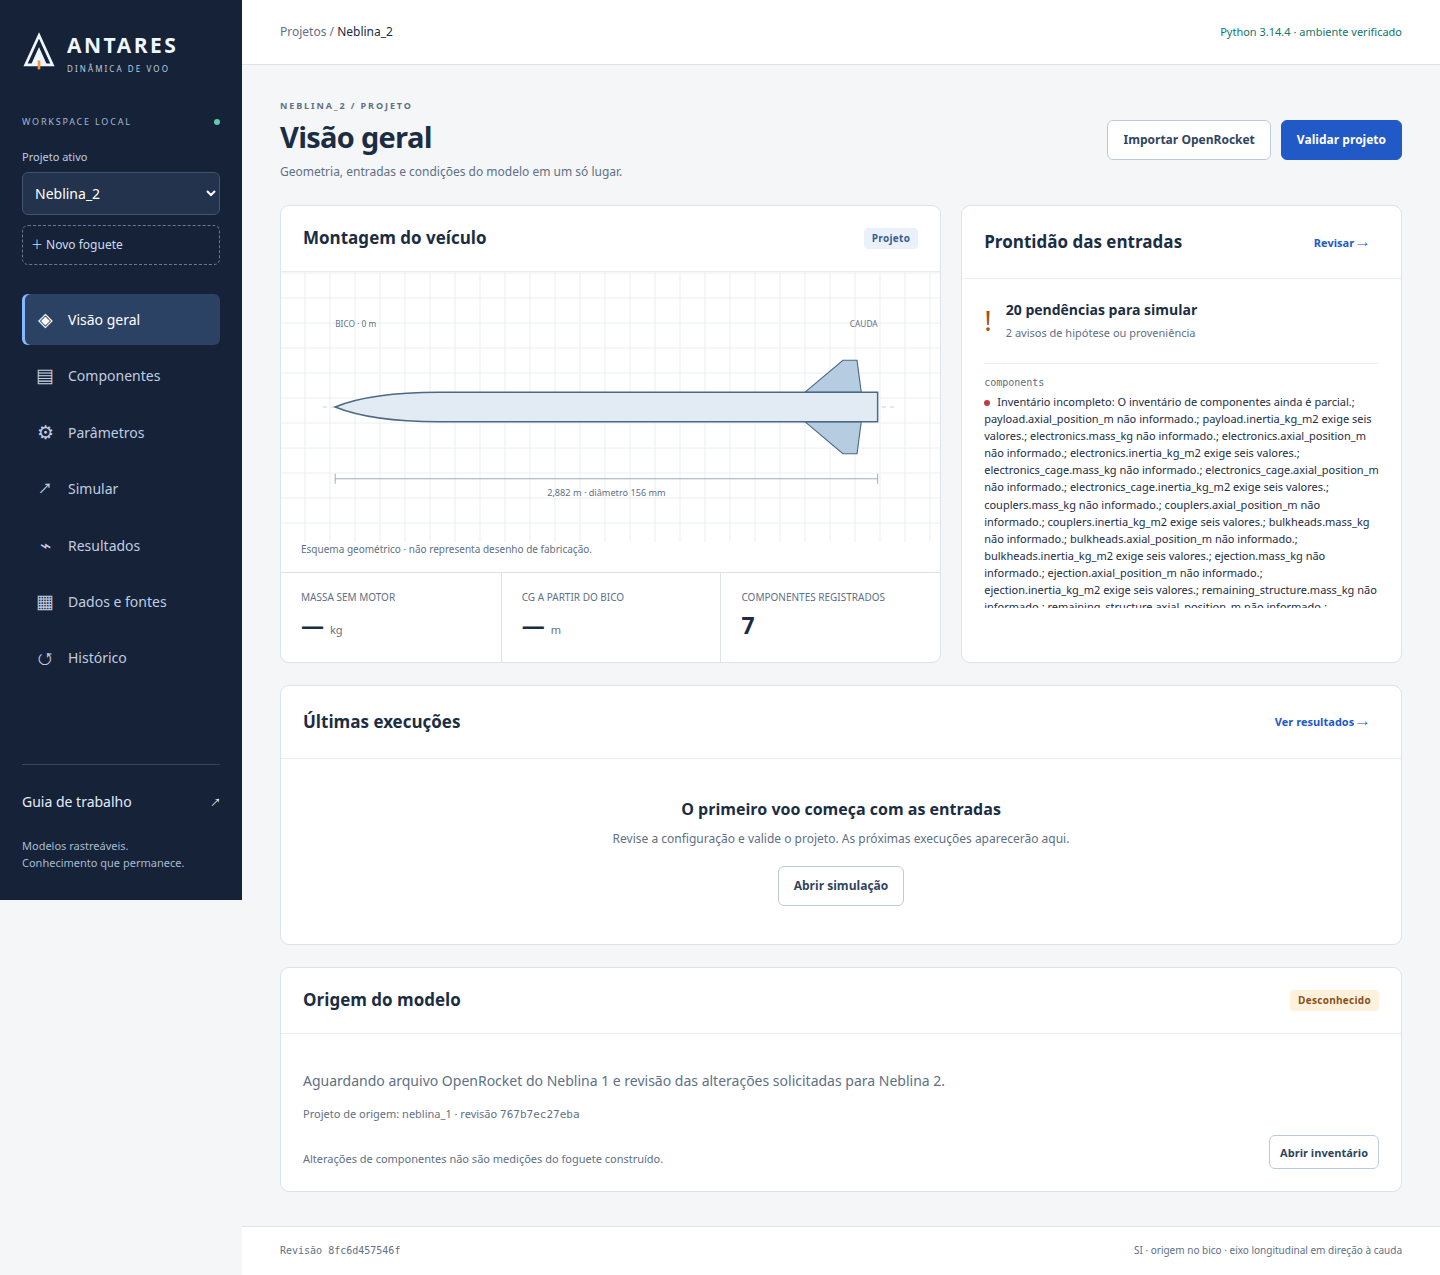 ANTARES
DINÂMICA DE VOO
WORKSPACE LOCAL
Projeto ativo
Neblina_2
+ Novo foguete
Visão geral
Componentes
Parâmetros
Simular
Resultados
Dados e fontes
Histórico
Guia de trabalho ↗
Modelos rastreáveis.
Conhecimento que permanece.
Projetos / Neblina_2
Python 3.14.4 · ambiente verificado
NEBLINA_2 / PROJETO
Visão geral
Geometria, entradas e condições do modelo em um só lugar.
Importar OpenRocket
Validar projeto
Montagem do veículo
Projeto
BICO · 0 m
CAUDA
2,882 m · diâmetro 156 mm
Esquema geométrico · não representa desenho de fabricação.
MASSA SEM MOTOR
— kg
CG A PARTIR DO BICO
— m
COMPONENTES REGISTRADOS
7
Prontidão das entradas
Revisar →
! 20 pendências para simular
2 avisos de hipótese ou proveniência
components
Inventário incompleto: O inventário de componentes ainda é parcial.;
payload.axial_position_m não informado.; payload.inertia_kg_m2 exige seis
valores.; electronics.mass_kg não informado.; electronics.axial_position_m
não informado.; electronics.inertia_kg_m2 exige seis valores.;
electronics_cage.mass_kg não informado.; electronics_cage.axial_position_m
não informado.; electronics_cage.inertia_kg_m2 exige seis valores.;
couplers.mass_kg não informado.; couplers.axial_position_m não
informado.; couplers.inertia_kg_m2 exige seis valores.; bulkheads.mass_kg
não informado.; bulkheads.axial_position_m não informado.;
bulkheads.inertia_kg_m2 exige seis valores.; ejection.mass_kg não
informado.; ejection.axial_position_m não informado.;
ejection.inertia_kg_m2 exige seis valores.; remaining_structure.mass_kg não
informado.; remaining_structure.axial_position_m não informado.;
Últimas execuções
Ver resultados →
O primeiro voo começa com as entradas
Revise a configuração e valide o projeto. As próximas execuções aparecerão aqui.
Abrir simulação
Origem do modelo
Desconhecido
Aguardando arquivo OpenRocket do Neblina 1 e revisão das alterações solicitadas para Neblina 2.
Projeto de origem: neblina_1 · revisão 767b7ec27eba
Alterações de componentes não são medições do foguete construído.
Abrir inventário
Revisão 8fc6d457546f
SI · origem no bico · eixo longitudinal em direção à cauda